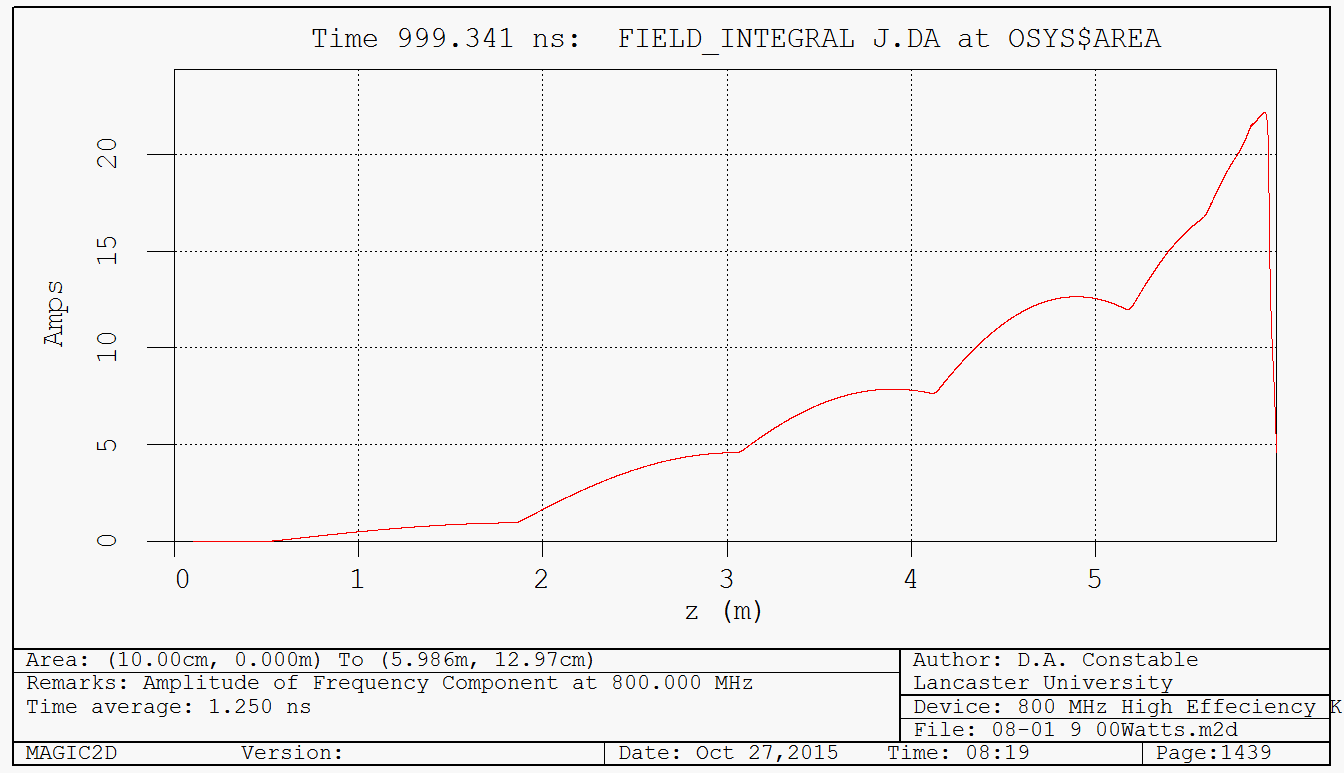 Time 999.341 ns: FIELD_INTEGRAL J.DA at OSYS$AREA
20
15
10
5
0
Amps
0 1 2 3 4 5
z (m)
Area: (10.00cm, 0.000m) To (5.986m, 12.97cm)
Remarks: Amplitude of Frequency Component at 800.000 MHz
Time average: 1.250 ns
Author: D.A. Constable
Lancaster University
Device: 800 MHz High Effeciency K
File: 08-01 9 00Watts.m2d
MAGIC2D Version: Date: Oct 27,2015 Time: 08:19 Page:1439